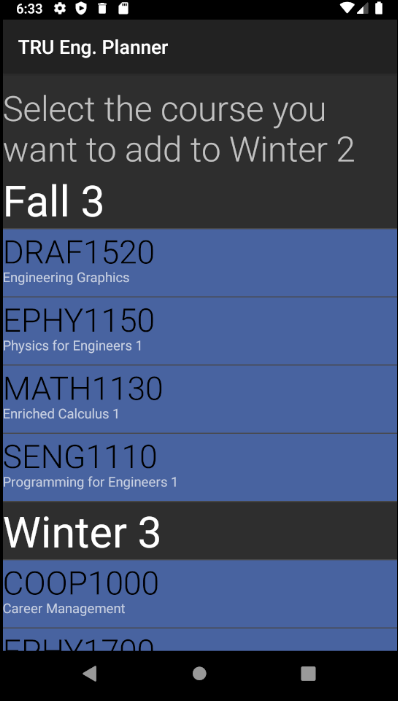 6:33
TRU Eng. Planner
Select the course you
want to add to Winter 2
Fall 3
DRAF1520
Engineering Graphics
EPHY1150
Physics for Engineers 1
MATH1130
Enriched Calculus 1
SENG1110
Programming for Engineers 1
Winter 3
COOP1000
Career Management
EPHY1700